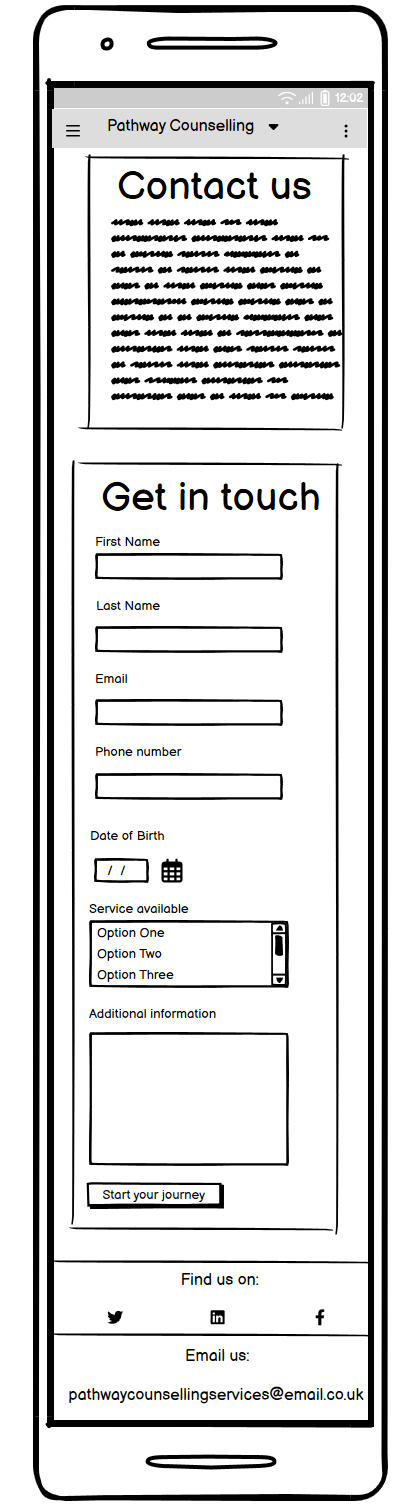 12:02
Pathway Counselling
Contact us
Get in touch
First Name
Last Name
Email
Phone number
Date of Birth
/ /
Service available
Option One
Option Two
Option Three
Additional information
Start your journey
Find us on:
Email us:
pathwaycounsellingservices@email.co.uk